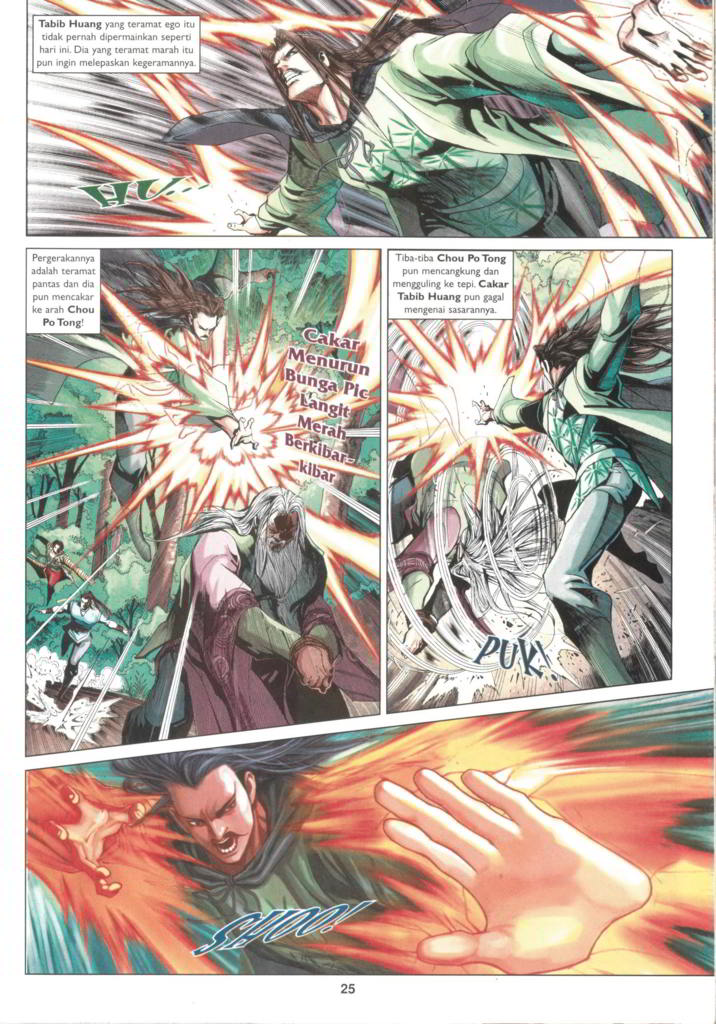 Tabib Huang yang teramat ego itu
tidak pernah dipermainkan seperti
hari ini. Dia yang teramat marah itu
pun ingin melepaskan kegeramannya.
HU...
Pergerakannya
adalah teramat
pantas dan dia
pun mencakar
ke arah Chou
Po Tong!
Cakar
Menurun
Bunga Pic
Langit
Merah
Berkibar-
kibar
Tiba-tiba Chou Po Tong
pun mencangkung dan
mengguling ke tepi. Cakar
Tabib Huang pun gagal
mengenai sasarannya.
PUK!
SHOO!
25